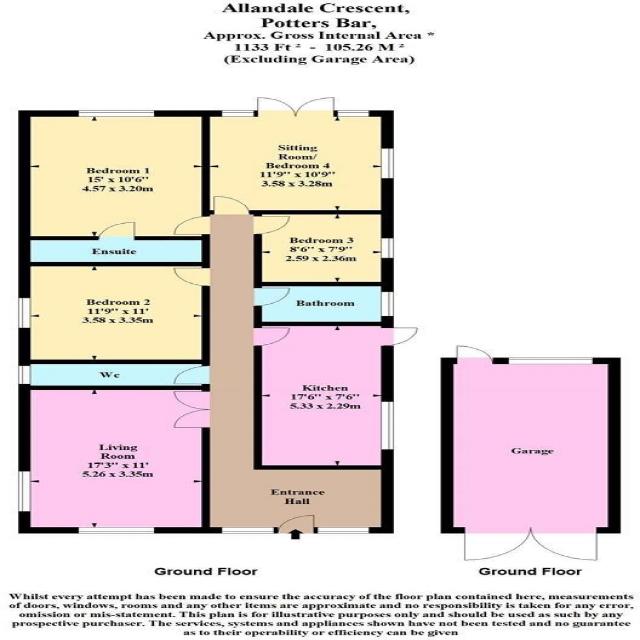 Allandale Crescent,
Potters Bar,
Approx. Gross Internal Area *
1133 Ft ² - 105.26 M ²
(Excluding Garage Area)
Bedroom 1
15' x 10'6"
4.57 x 3.20m
Sitting
Room/
Bedroom 4
11'9" x 10'9"
3.58 x 3.28m
Ensuite
Bedroom 3
8'6" x 7'9"
2.59 x 2.36m
Bedroom 2
11'9" x 11'
3.58 x 3.35m
Bathroom
Wc
Kitchen
17'6" x 7'6"
5.33 x 2.29m
Living
Room
17'3" x 11'
5.26 x 3.35m
Garage
Entrance
Hall
Ground Floor
Ground Floor
Whilst every attempt has been made to ensure the accuracy of the floor plan contained here, measurements
of doors, windows, rooms and any other items are approximate and no responsibility is taken for any error,
omission or mis-statement. This plan is for illustrative purposes only and should be used as such by any
prospective purchaser. The services, systems and appliances shown have not been tested and no guarantee
as to their operability or efficiency can be given